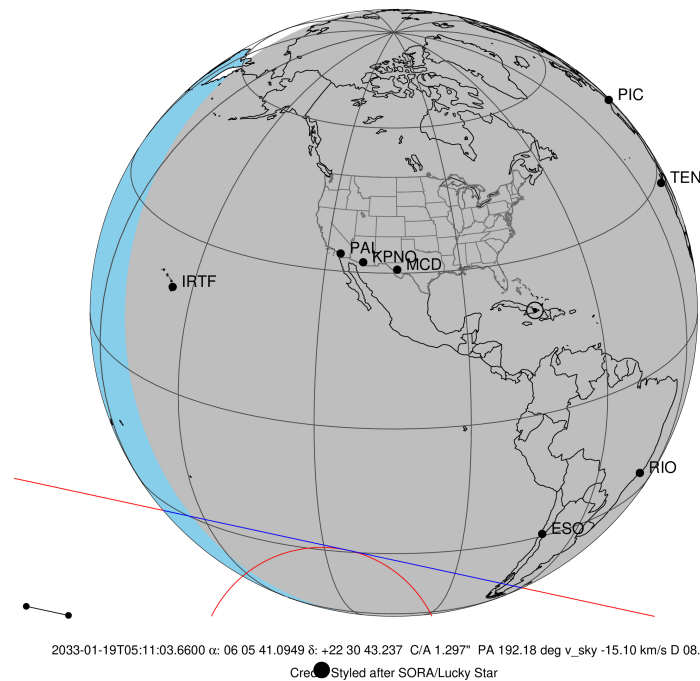 PIC
TEN
PAL
KPNO
MCD
IRTF
RIO
ESO
2033-01-19T05:11:03.6600 α: 06 05 41.0949 δ: +22 30 43.237 C/A 1.297" PA 192.18 deg v_sky -15.10 km/s D 08.
Cred Styled after SORA/Lucky Star